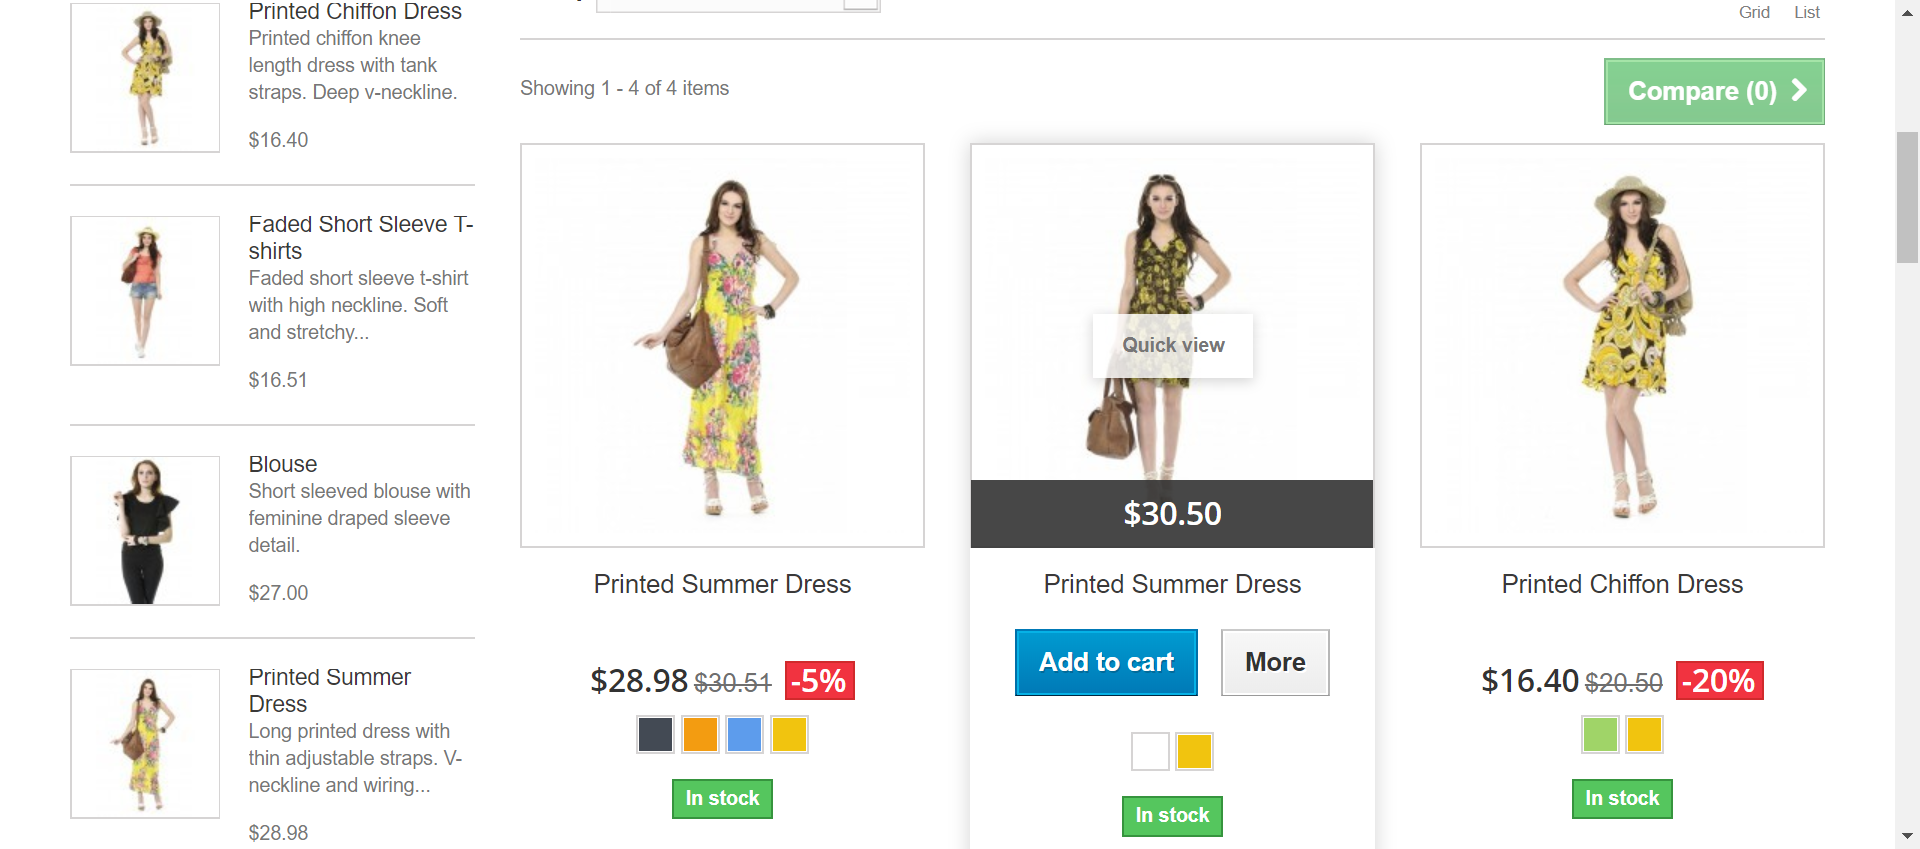 Printed Chiffon Dress
Printed chiffon knee
length dress with tank
straps. Deep v-neckline.
$16.40
Faded Short Sleeve T-
shirts
Faded short sleeve t-shirt
with high neckline. Soft
and stretchy...
$16.51
Blouse
Short sleeved blouse with
feminine draped sleeve
detail.
$27.00
Printed Summer
Dress
Long printed dress with
thin adjustable straps. V-
neckline and wiring...
$28.98
Grid List
Showing 1 - 4 of 4 items
Compare (0)
Printed Summer Dress
$28.98 $30.51 -5%
In stock
Quick view
$30.50
Printed Summer Dress
Add to cart
More
In stock
Printed Chiffon Dress
$16.40 $20.50 -20%
In stock